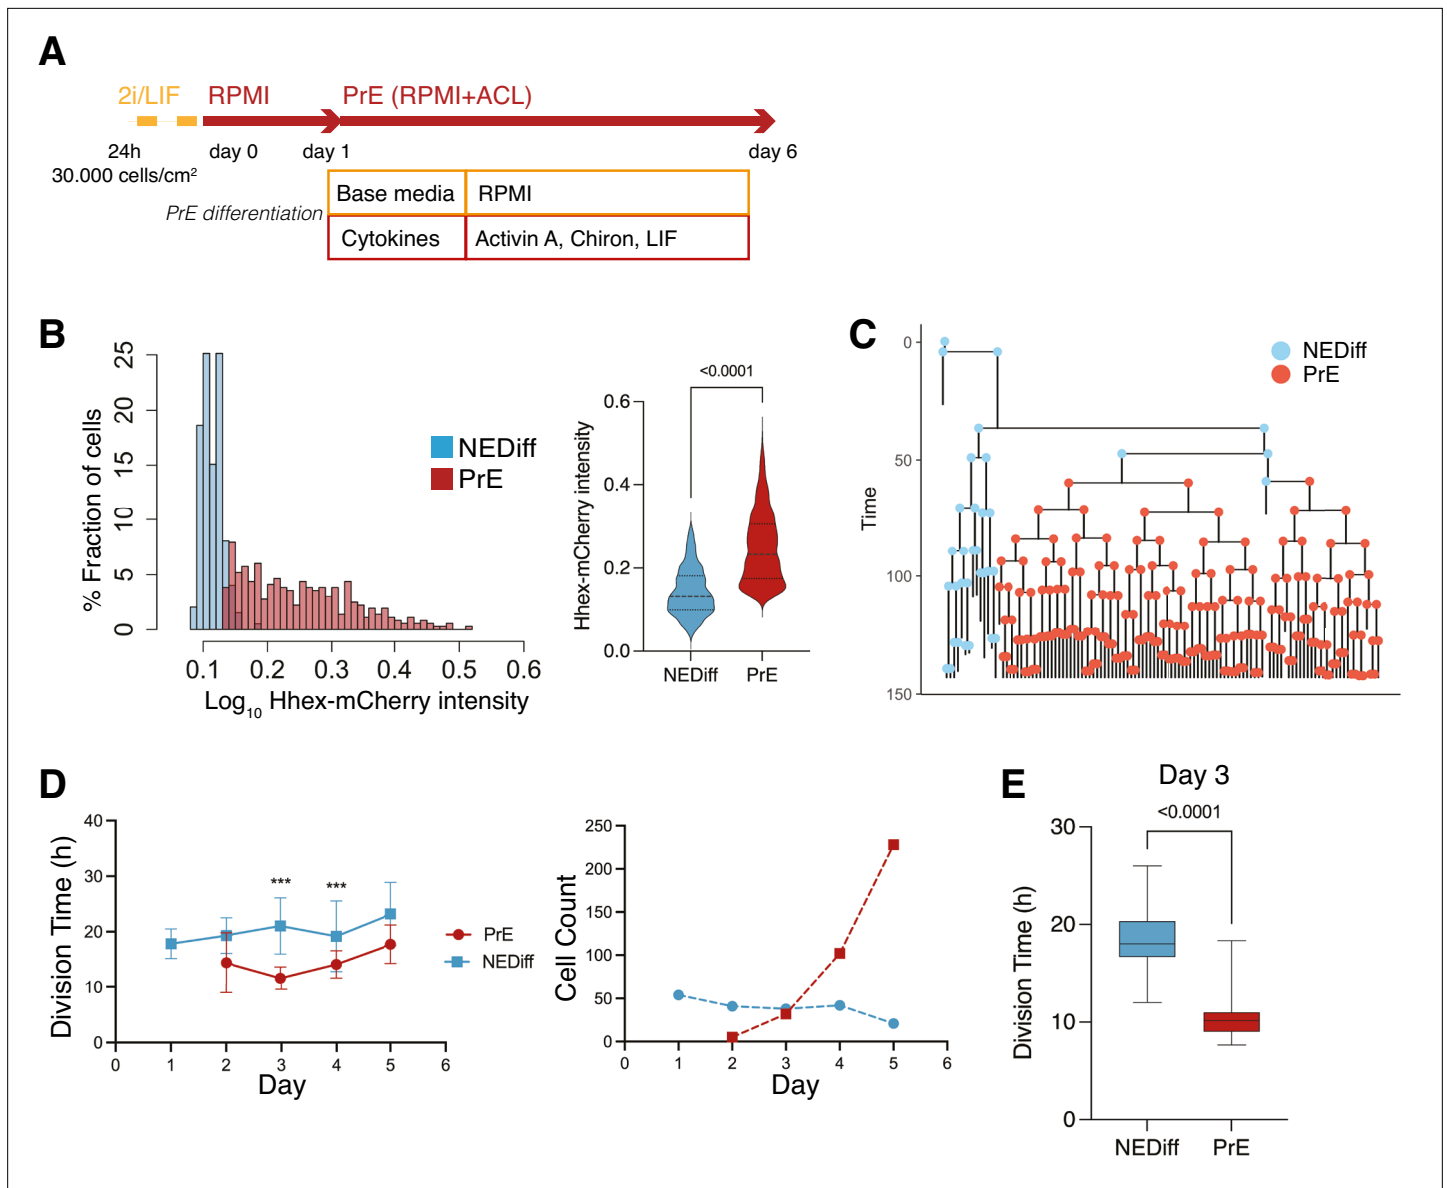 A
2i/LIF RPMI PrE (RPMI+ACL)
24h day 0 day 1 day 6
30.000 cells/cm²
PrE differentiation
Base media RPMI
Cytokines Activin A, Chiron, LIF
B
% Fraction of cells
25
20
15
10
5
0
0.1 0.2 0.3 0.4 0.5 0.6
Log₁₀ Hhex-mCherry intensity
NEDiff
PrE
Hhex-mCherry intensity
<0.0001
0.6
0.4
0.2
0.0
NEDiff PrE
C
Time
0
50
100
150
NEDiff
PrE
D
Division Time (h)
40
30
20
10
0
*** ***
0 1 2 3 4 5 6
Day
PrE
NEDiff
Cell Count
250
200
150
100
50
0
0 1 2 3 4 5 6
Day
E
Day 3
<0.0001
Division Time (h)
30
20
10
0
NEDiff PrE